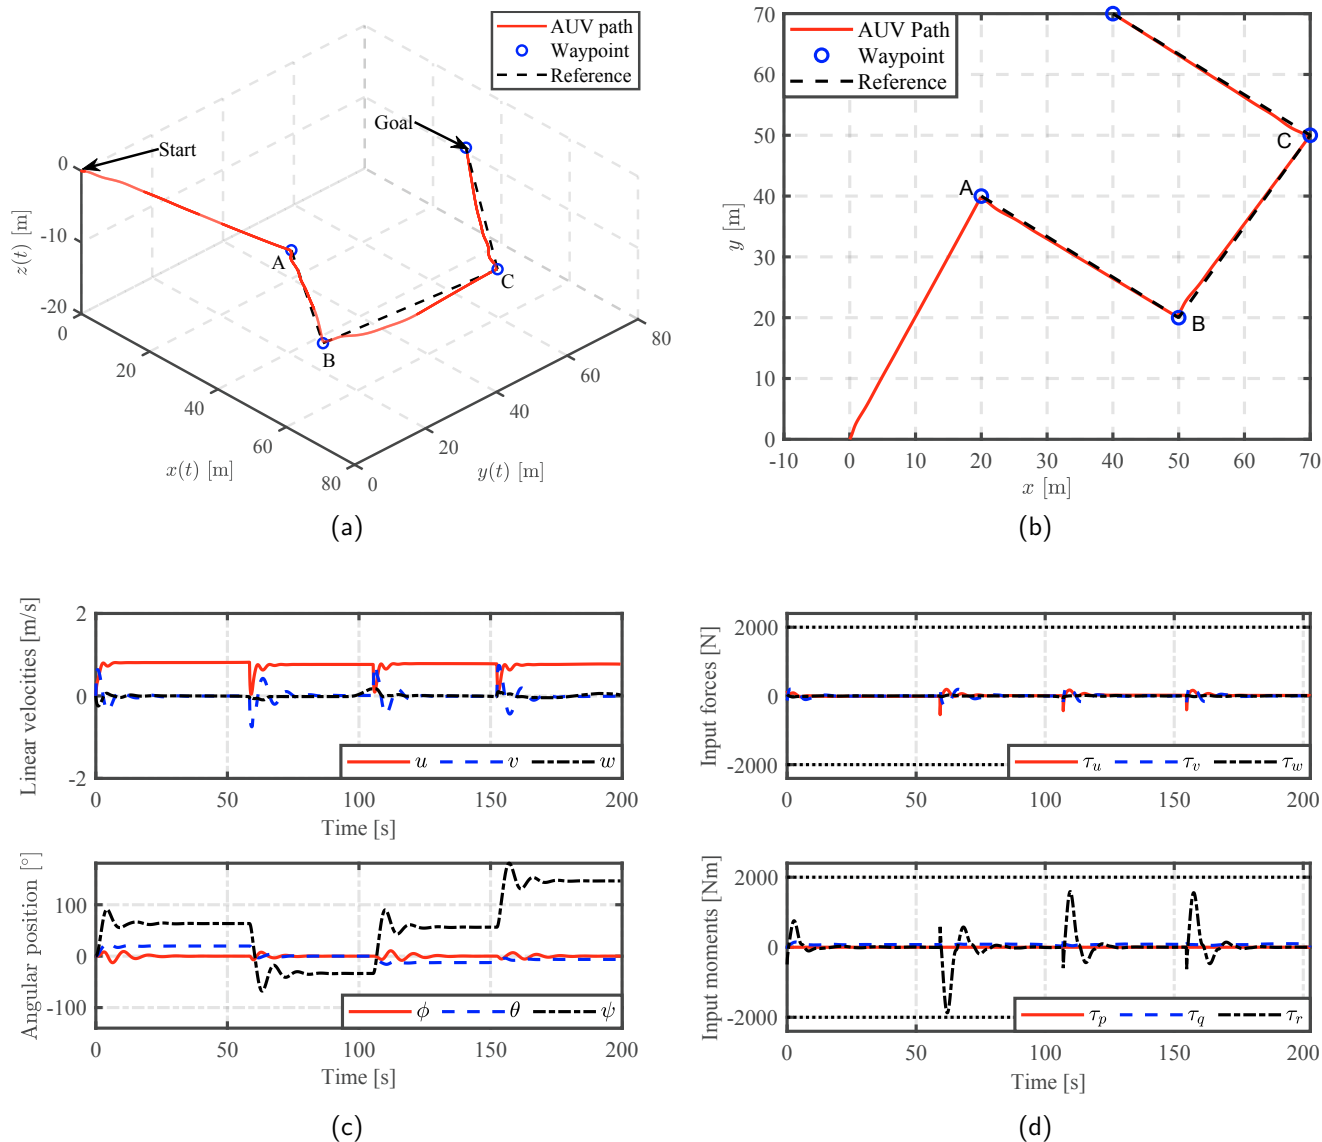 AUV path
Waypoint
Reference
Goal
Start
A
B
C
z(t) [m]
0
-10
-20
0
20
40
60
80
x(t) [m]
0
20
40
60
80
y(t) [m]
(a)
AUV Path
Waypoint
Reference
A
B
C
y [m]
70
60
50
40
30
20
10
0
-10 0 10 20 30 40 50 60 70
x [m]
(b)
Linear velocities [m/s]
2
0
-2
u v w
0 50 100 150 200
Time [s]
Angular position [°]
100
0
-100
ϕ θ ψ
0 50 100 150 200
Time [s]
(c)
Input forces [N]
2000
0
-2000
τu τv τw
0 50 100 150 200
Input moments [Nm]
2000
0
-2000
τp τq τr
0 50 100 150 200
Time [s]
(d)